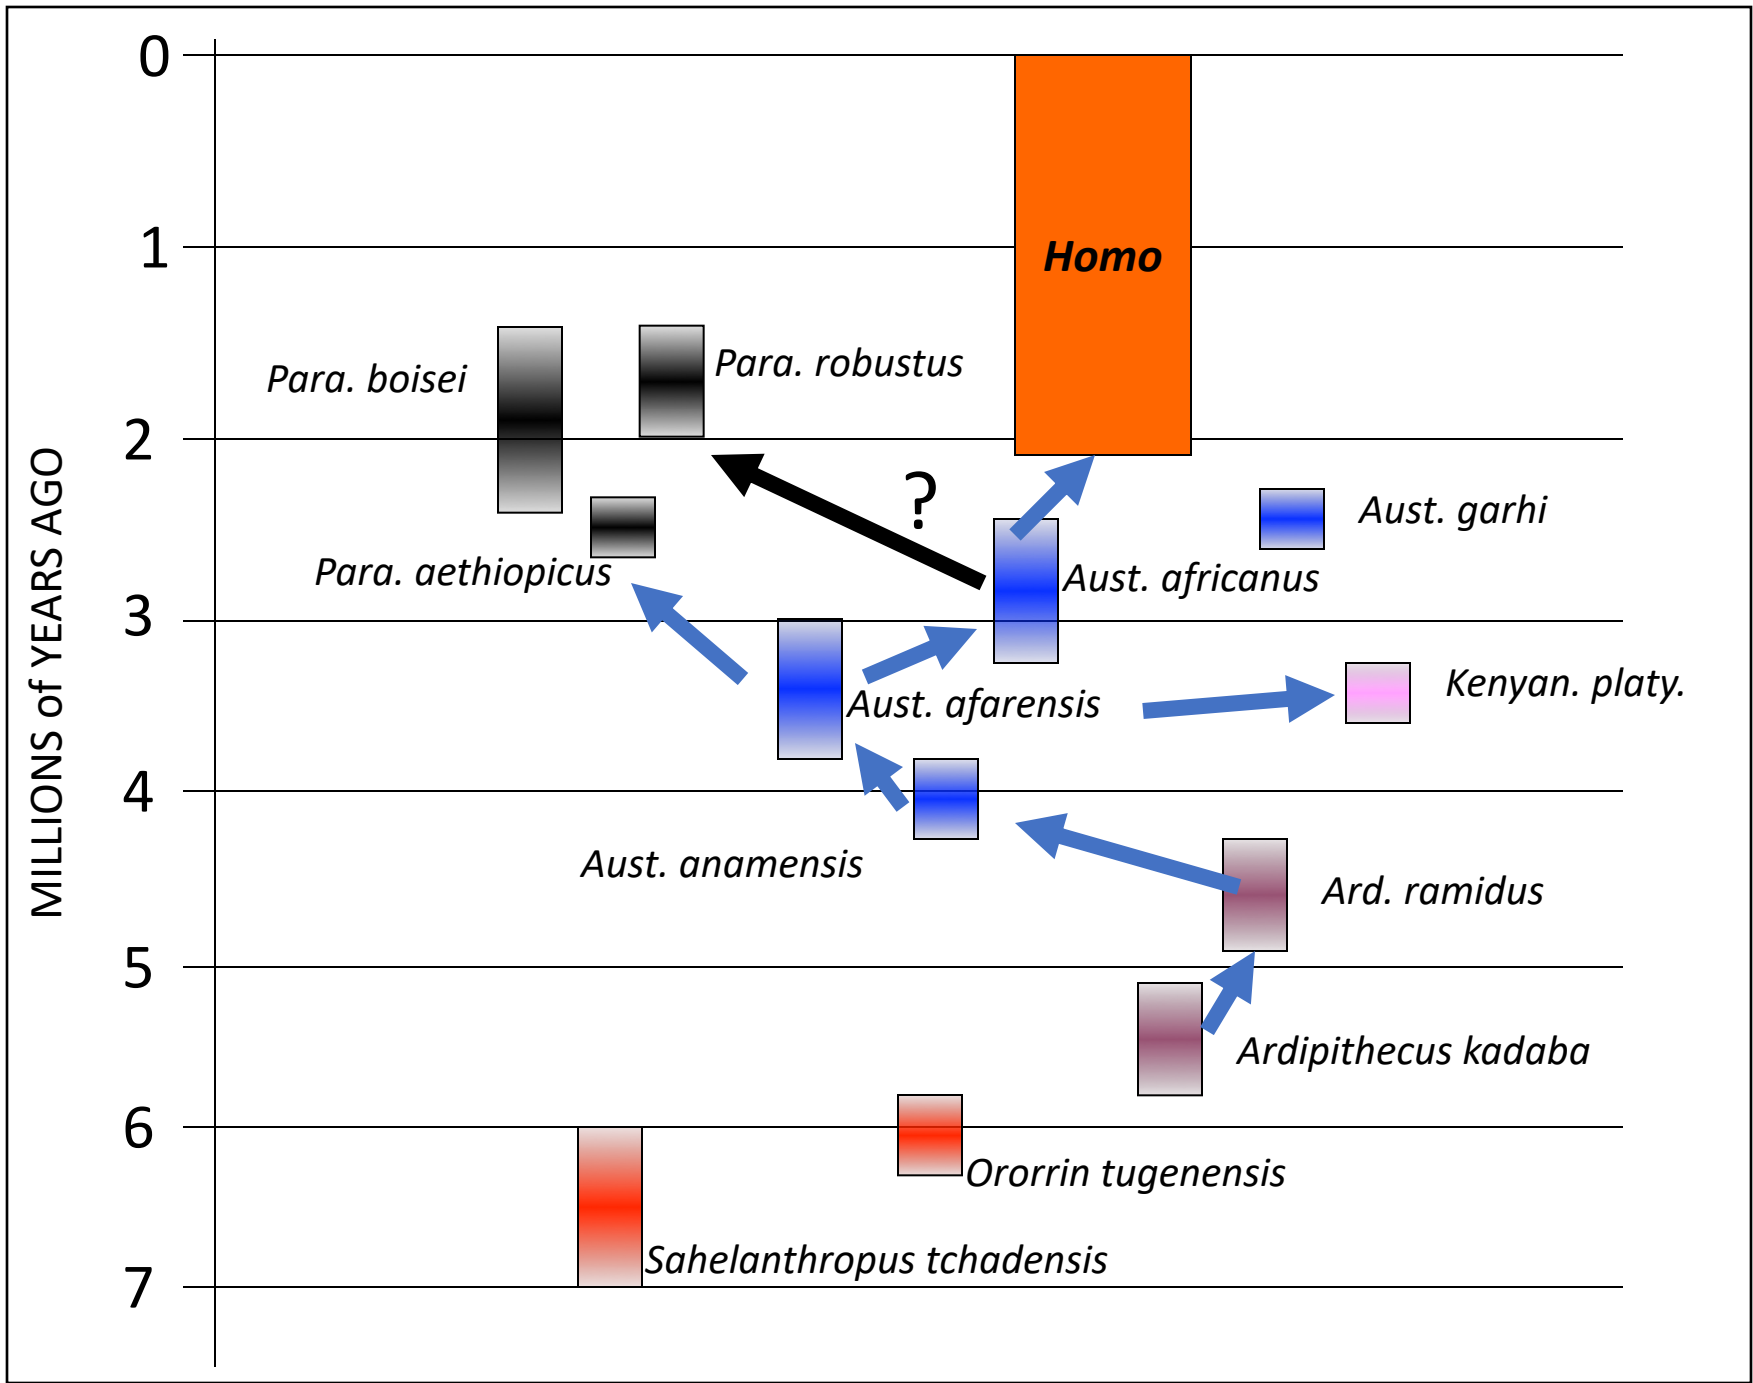 0
1
Homo
Para. boisei
Para. robustus
2
?
Aust. garhi
Para. aethiopicus
Aust. africanus
3
MILLIONS of YEARS AGO
Aust. afarensis
Kenyan. platy.
4
Aust. anamensis
Ard. ramidus
5
Ardipithecus kadaba
6
Ororrin tugenensis
Sahelanthropus tchadensis
7